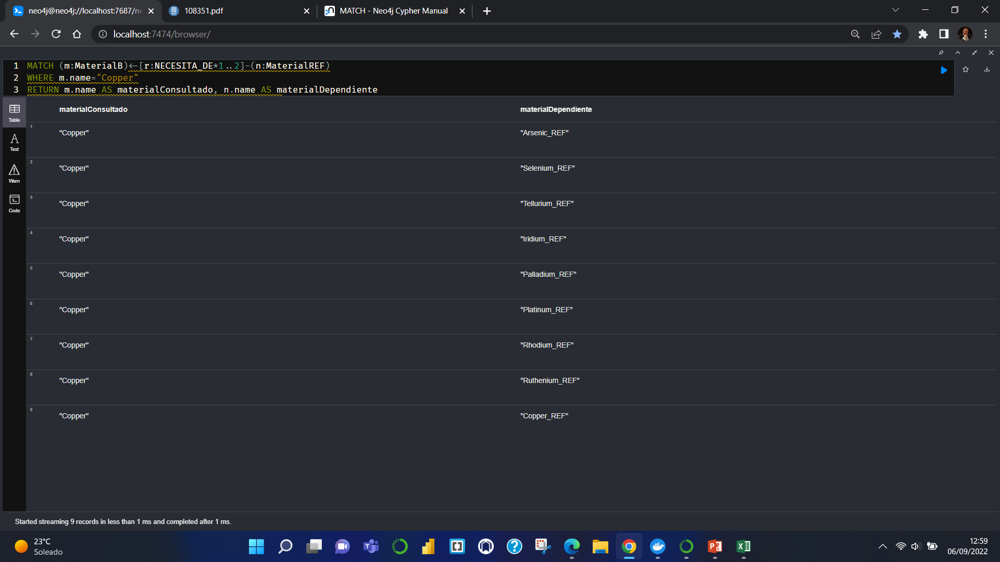 neo4j@neo4j://localhost:7687/ne
108351.pdf
MATCH - Neo4j Cypher Manual
localhost:7474/browser/
1 MATCH (m:MaterialB)<-[r:NECESITA_DE*1..2]-(n:MaterialREF)
2 WHERE m.name="Copper"
3 RETURN m.name AS materialConsultado, n.name AS materialDependiente
Table
Text
Warn
Code
materialConsultado materialDependiente
1 "Copper" "Arsenic_REF"
2 "Copper" "Selenium_REF"
3 "Copper" "Tellurium_REF"
4 "Copper" "Iridium_REF"
5 "Copper" "Palladium_REF"
6 "Copper" "Platinum_REF"
7 "Copper" "Rhodium_REF"
8 "Copper" "Ruthenium_REF"
9 "Copper" "Copper_REF"
Started streaming 9 records in less than 1 ms and completed after 1 ms.
23°C
Soleado
12:59
06/09/2022